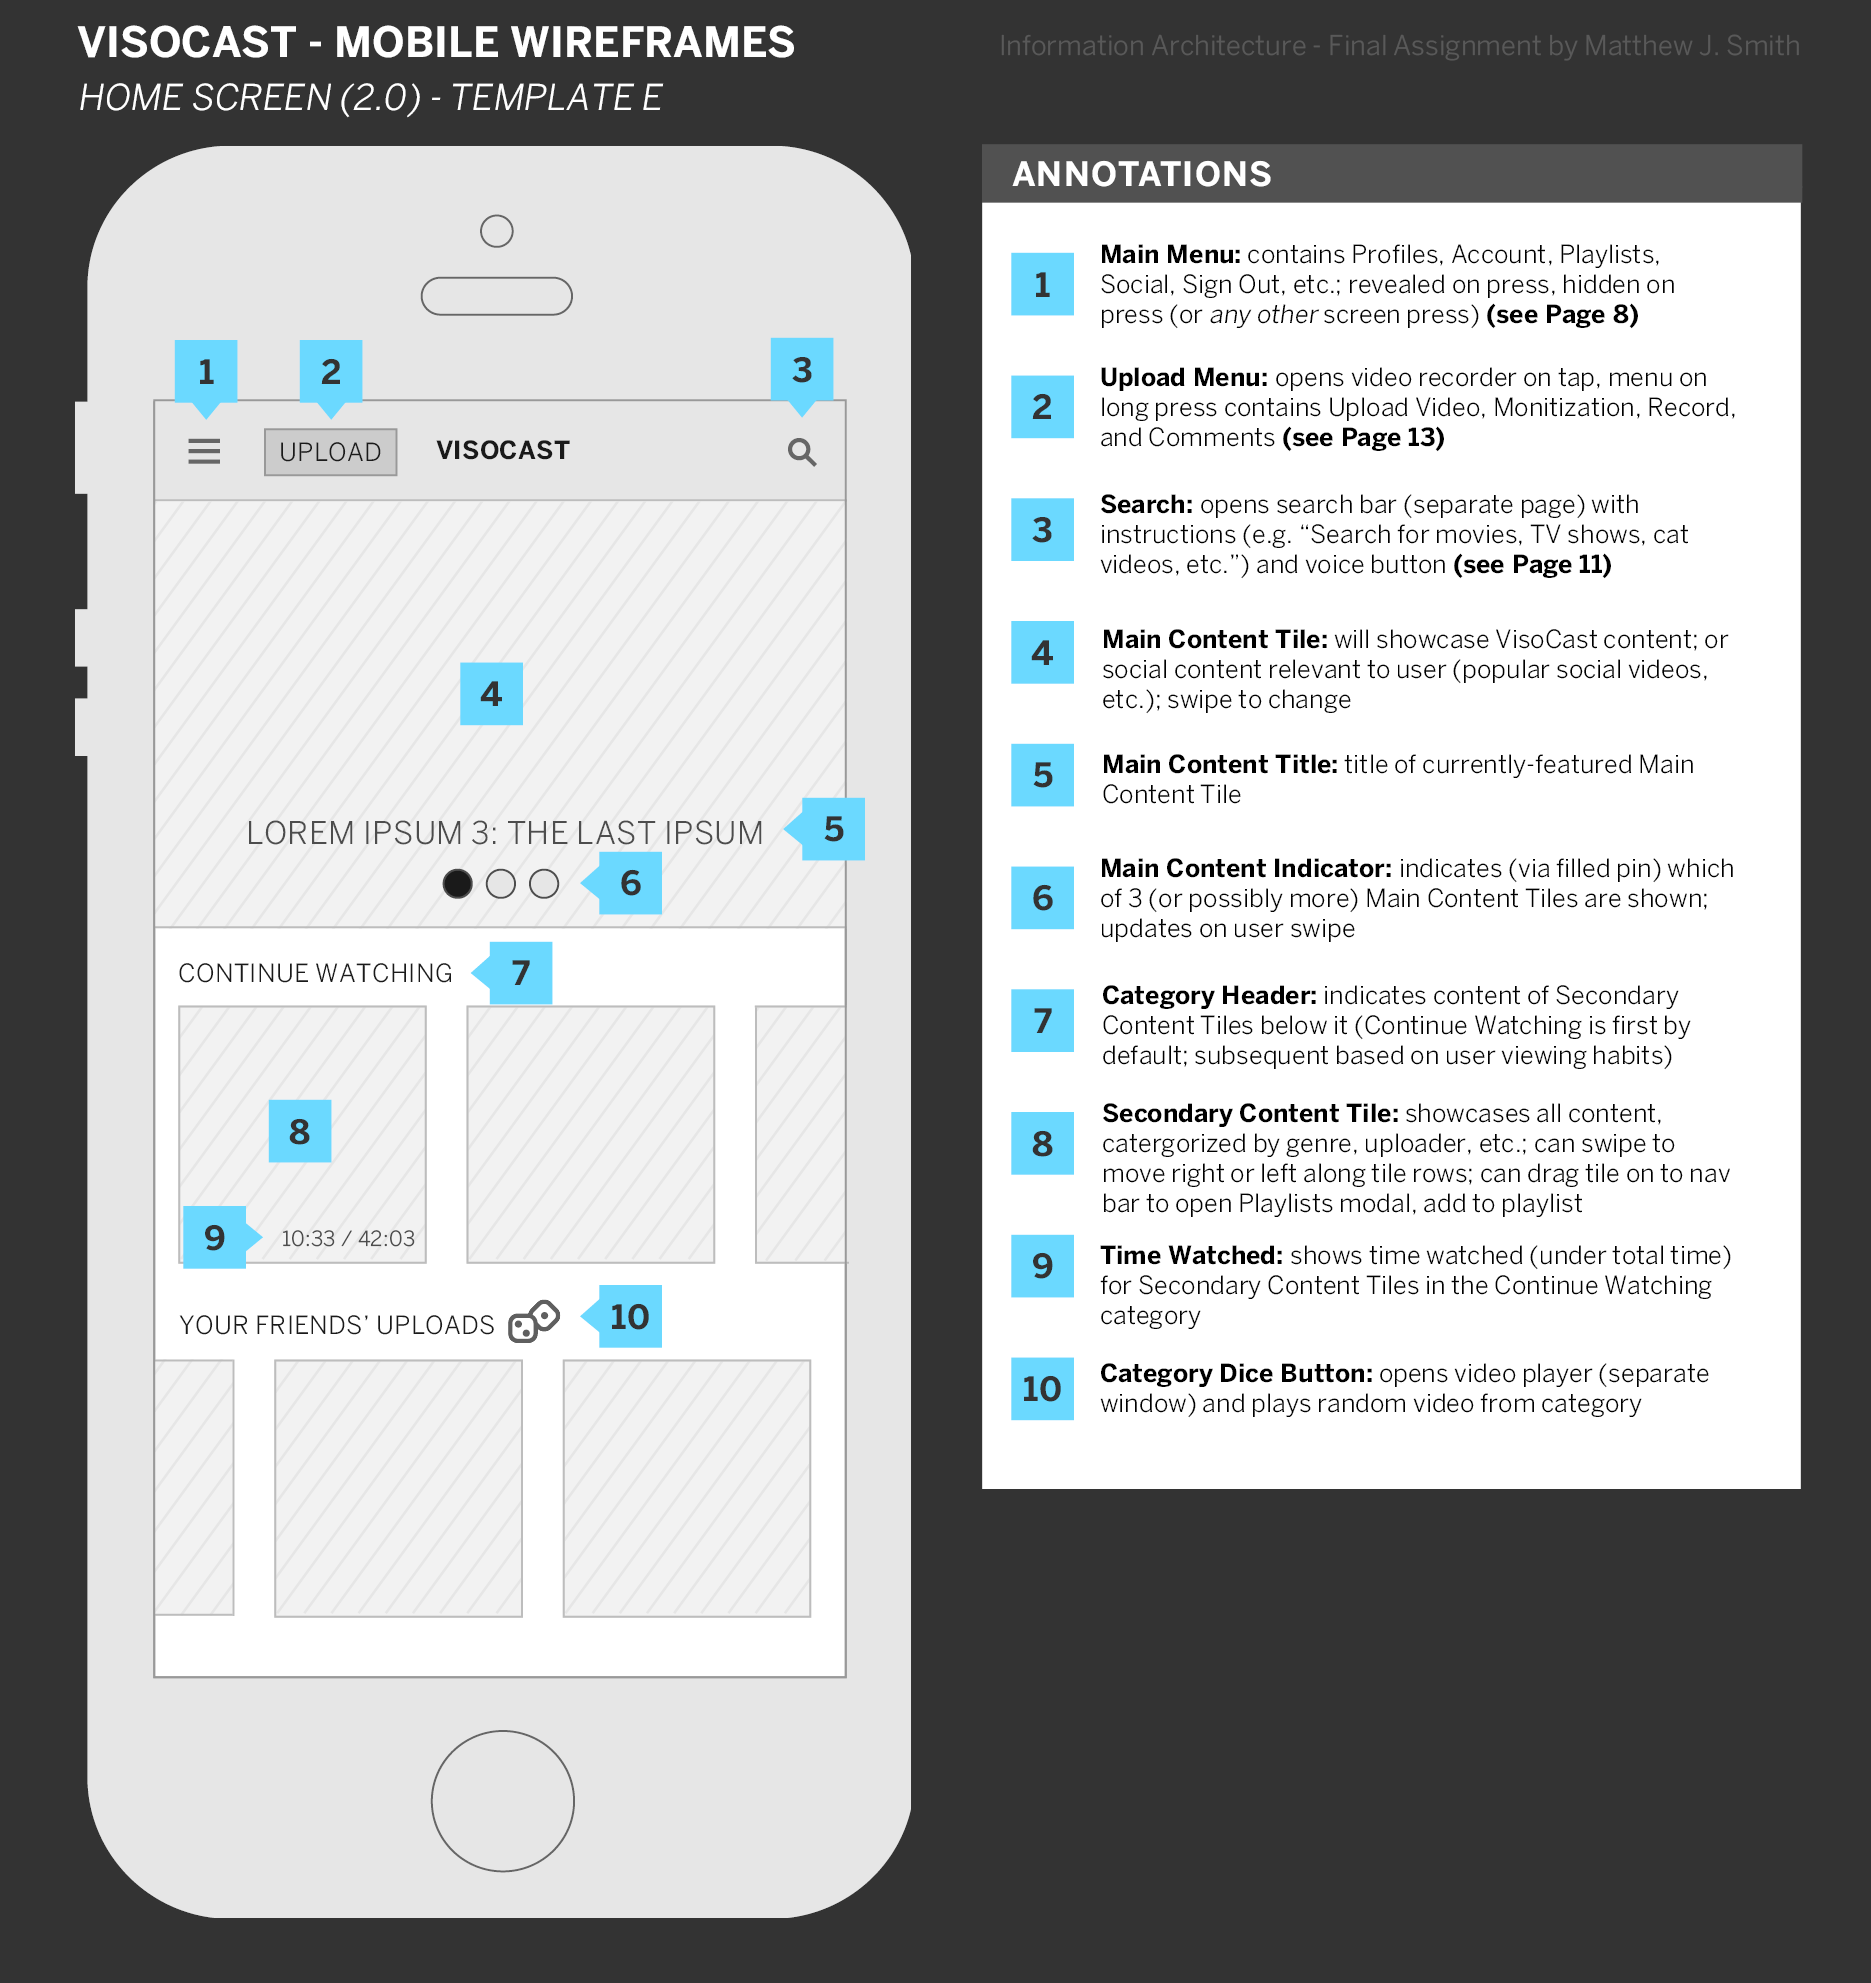 VISOCAST - MOBILE WIREFRAMES
HOME SCREEN (2.0) - TEMPLATE E
Information Architecture - Final Assignment by Matthew J. Smith
1
2
3
UPLOAD
VISOCAST
4
LOREM IPSUM 3: THE LAST IPSUM
5
6
CONTINUE WATCHING
7
8
9
10:33 / 42:03
YOUR FRIENDS' UPLOADS
10
ANNOTATIONS
1
Main Menu: contains Profiles, Account, Playlists,
Social, Sign Out, etc.; revealed on press, hidden on
press (or any other screen press) (see Page 8)
2
Upload Menu: opens video recorder on tap, menu on
long press contains Upload Video, Monitization, Record,
and Comments (see Page 13)
3
Search: opens search bar (separate page) with
instructions (e.g. “Search for movies, TV shows, cat
videos, etc.”) and voice button (see Page 11)
4
Main Content Tile: will showcase VisoCast content; or
social content relevant to user (popular social videos,
etc.); swipe to change
5
Main Content Title: title of currently-featured Main
Content Tile
6
Main Content Indicator: indicates (via filled pin) which
of 3 (or possibly more) Main Content Tiles are shown;
updates on user swipe
7
Category Header: indicates content of Secondary
Content Tiles below it (Continue Watching is first by
default; subsequent based on user viewing habits)
8
Secondary Content Tile: showcases all content,
catergorized by genre, uploader, etc.; can swipe to
move right or left along tile rows; can drag tile on to nav
bar to open Playlists modal, add to playlist
9
Time Watched: shows time watched (under total time)
for Secondary Content Tiles in the Continue Watching
category
10
Category Dice Button: opens video player (separate
window) and plays random video from category